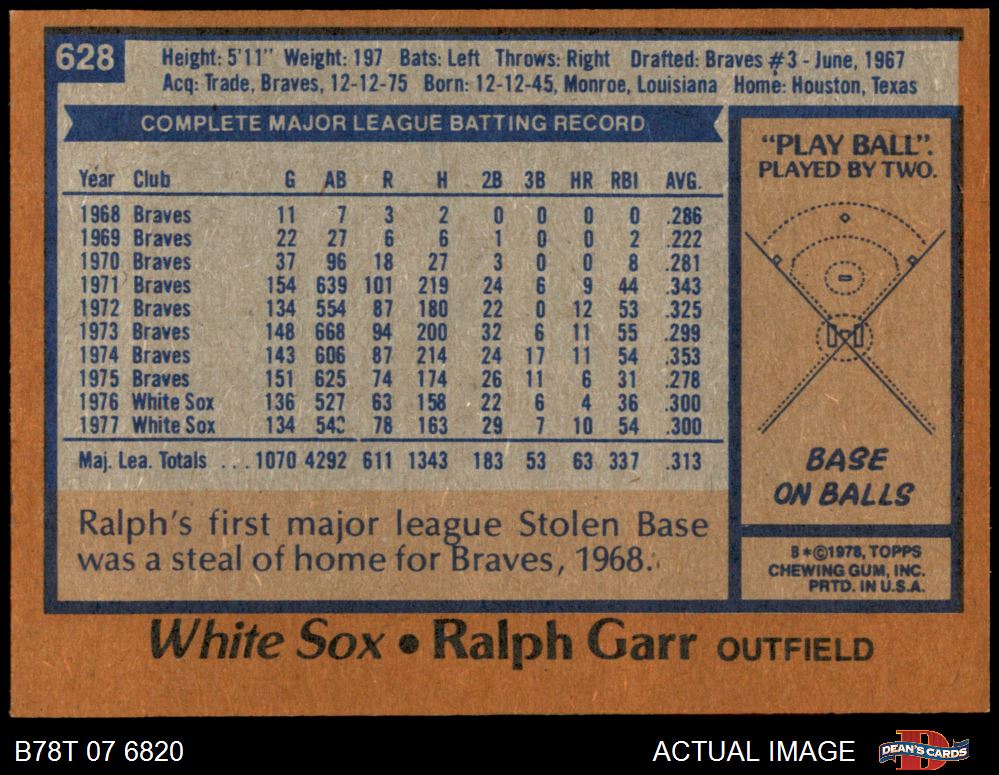 628
Height: 5'11" Weight: 197 Bats: Left Throws: Right Drafted: Braves #3 - June, 1967
Acq: Trade, Braves, 12-12-75 Born: 12-12-45, Monroe, Louisiana Home: Houston, Texas
COMPLETE MAJOR LEAGUE BATTING RECORD
Year Club G AB R H 2B 3B HR RBI AVG.
1968 Braves 11 7 3 2 0 0 0 0 .286
1969 Braves 22 27 6 6 1 0 0 2 .222
1970 Braves 37 96 18 27 3 0 0 8 .281
1971 Braves 154 639 101 219 24 6 9 44 .343
1972 Braves 134 554 87 180 22 0 12 53 .325
1973 Braves 148 668 94 200 32 6 11 55 .299
1974 Braves 143 606 87 214 24 17 11 54 .353
1975 Braves 151 625 74 174 26 11 6 31 .278
1976 White Sox 136 527 63 158 22 6 4 36 .300
1977 White Sox 134 78 163 29 7 10 54 .300
Maj. Lea. Totals ... 1070 4292 611 1343 183 53 63 337 .313
Ralph's first major league Stolen Base
was a steal of home for Braves, 1968.
"PLAY BALL".
PLAYED BY TWO.
BASE
ON BALLS
B*©1978, TOPPS
CHEWING GUM, INC.
PRTD. IN U.S.A.
White Sox • Ralph Garr OUTFIELD
B78T 07 6820
ACTUAL IMAGE
DEAN'S CARDS